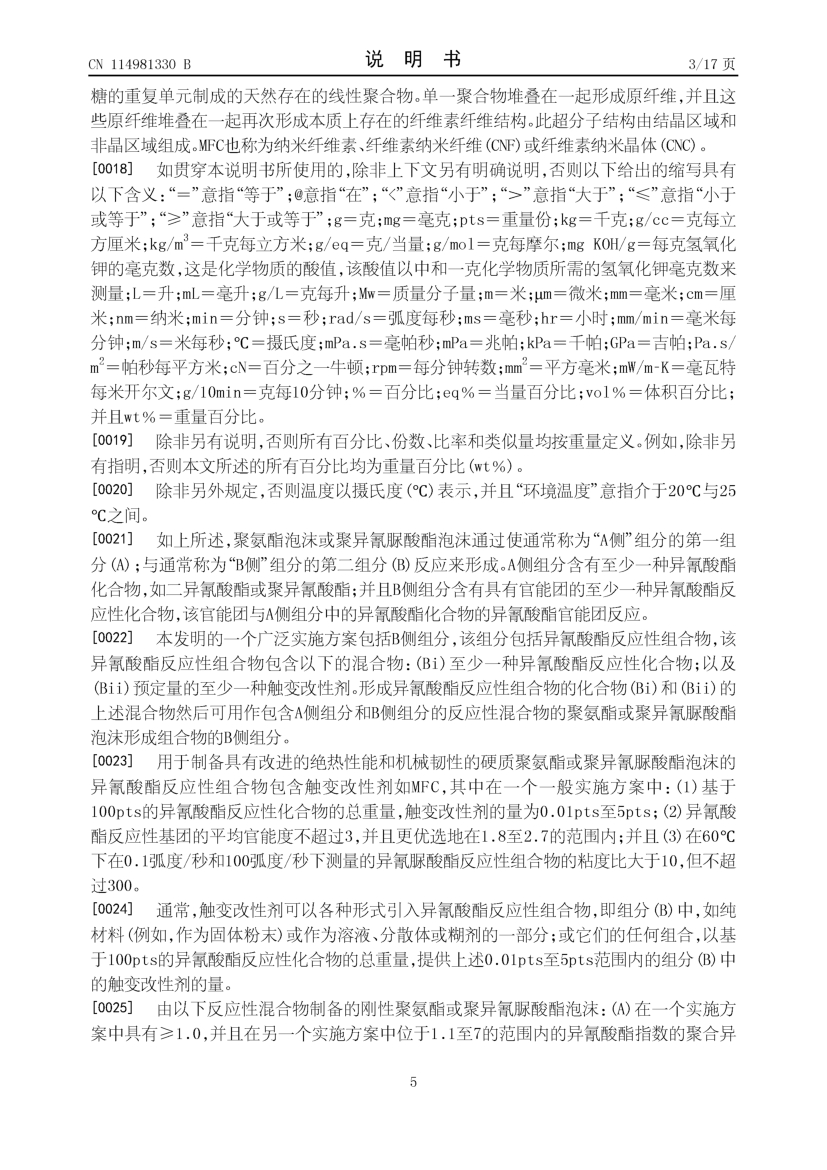 CN 114981330 B
说 明 书
3/17 页
糖的重复单元制成的天然存在的线性聚合物。单一聚合物堆叠在一起形成原纤维,并且这
些原纤维堆叠在一起再次形成本质上存在的纤维素纤维结构。此超分子结构由结晶区域和
非晶区域组成。MFC也称为纳米纤维素、纤维素纳米纤维(CNF)或纤维素纳米晶体(CNC)。
[0018] 如贯穿本说明书所使用的,除非上下文另有明确说明,否则以下给出的缩写具有
以下含义:“＝”意指“等于”;@意指“在”;“<”意指“小于”;“＞”意指“大于”;“≤”意指“小于
或等于”;“≥”意指“大于或等于”;g＝克;mg＝毫克;pts＝重量份;kg＝千克;g/cc＝克每立
方厘米;kg/m³＝千克每立方米;g/eq＝克/当量;g/mol＝克每摩尔;mg KOH/g＝每克氢氧化
钾的毫克数,这是化学物质的酸值,该酸值以中和一克化学物质所需的氢氧化钾毫克数来
测量;L＝升;mL＝毫升;g/L＝克每升;Mw＝质量分子量;m＝米;μm＝微米;mm＝毫米;cm＝厘
米;nm＝纳米;min＝分钟;s＝秒;rad/s＝弧度每秒;ms＝毫秒;hr＝小时;mm/min＝毫米每
分钟;m/s＝米每秒;℃＝摄氏度;mPa.s＝毫帕秒;mPa＝兆帕;kPa＝千帕;GPa＝吉帕;Pa.s/
m²＝帕秒每平方米;cN＝百分之一牛顿;rpm＝每分钟转数;mm²＝平方毫米;mW/m-K＝毫瓦特
每米开尔文;g/10min＝克每10分钟;％＝百分比;eq％＝当量百分比;vol％＝体积百分比;
并且wt％＝重量百分比。
[0019] 除非另有说明,否则所有百分比、份数、比率和类似量均按重量定义。例如,除非另
有指明,否则本文所述的所有百分比均为重量百分比(wt％)。
[0020] 除非另外规定,否则温度以摄氏度(℃)表示,并且“环境温度”意指介于20℃与25
℃之间。
[0021] 如上所述,聚氨酯泡沫或聚异氰脲酸酯泡沫通过使通常称为“A侧”组分的第一组
分(A);与通常称为“B侧”组分的第二组分(B)反应来形成。A侧组分含有至少一种异氰酸酯
化合物,如二异氰酸酯或聚异氰酸酯;并且B侧组分含有具有官能团的至少一种异氰酸酯反
应性化合物,该官能团与A侧组分中的异氰酸酯化合物的异氰酸酯官能团反应。
[0022] 本发明的一个广泛实施方案包括B侧组分,该组分包括异氰酸酯反应性组合物,该
异氰酸酯反应性组合物包含以下的混合物:(Bi)至少一种异氰酸酯反应性化合物;以及
(Bii)预定量的至少一种触变改性剂。形成异氰酸酯反应性组合物的化合物(Bi)和(Bii)的
上述混合物然后可用作包含A侧组分和B侧组分的反应性混合物的聚氨酯或聚异氰脲酸酯
泡沫形成组合物的B侧组分。
[0023] 用于制备具有改进的绝热性能和机械韧性的硬质聚氨酯或聚异氰脲酸酯泡沫的
异氰酸酯反应性组合物包含触变改性剂如MFC,其中在一个一般实施方案中:(1)基于
100pts的异氰酸酯反应性化合物的总重量,触变改性剂的量为0.01pts至5pts;(2)异氰酸
酯反应性基团的平均官能度不超过3,并且更优选地在1.8至2.7的范围内;并且(3)在60℃
下在0.1弧度/秒和100弧度/秒下测量的异氰脲酸酯反应性组合物的粘度比大于10,但不超
过300。
[0024] 通常,触变改性剂可以各种形式引入异氰酸酯反应性组合物,即组分(B)中,如纯
材料(例如,作为固体粉末)或作为溶液、分散体或糊剂的一部分;或它们的任何组合,以基
于100pts的异氰酸酯反应性化合物的总重量,提供上述0.01pts至5pts范围内的组分(B)中
的触变改性剂的量。
[0025] 由以下反应性混合物制备的刚性聚氨酯或聚异氰脲酸酯泡沫:(A)在一个实施方
案中具有≥1.0,并且在另一个实施方案中位于1.1至7的范围内的异氰酸酯指数的聚合异
5